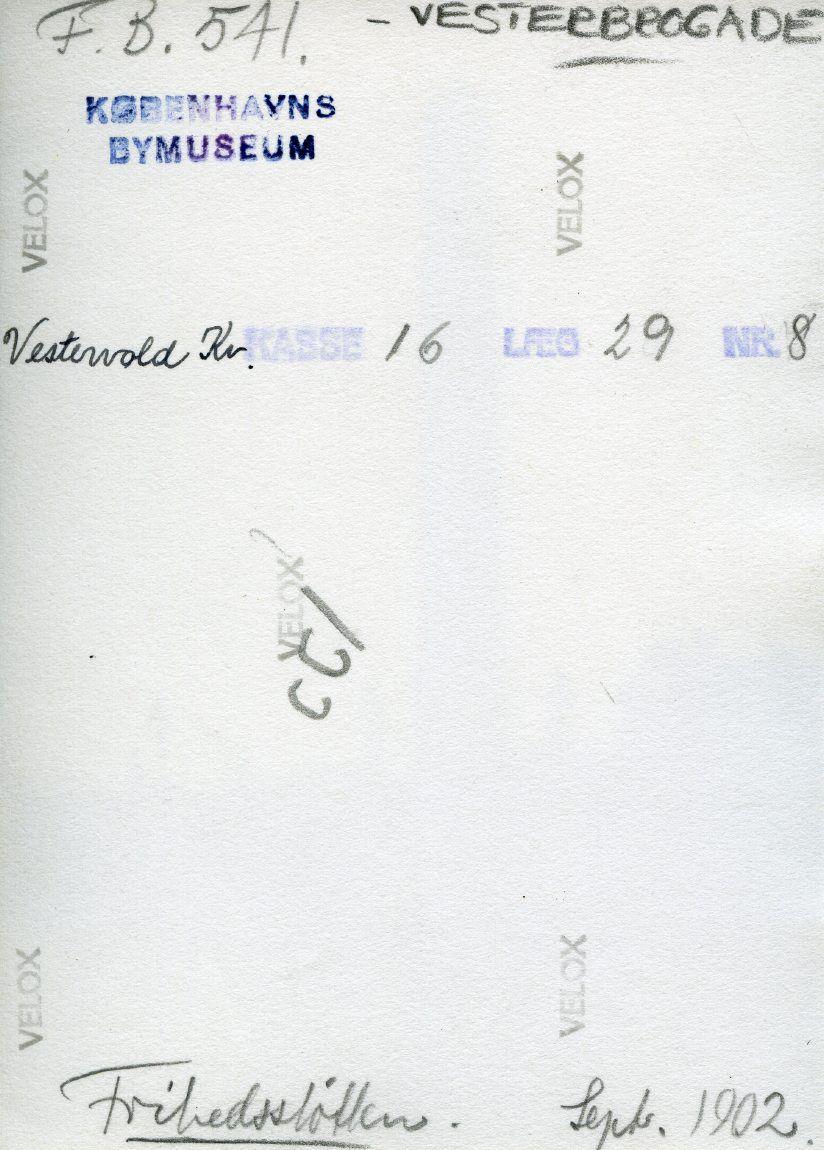 F. B. 541. - VESTERBROGADE
KØBENHAVNS
BYMUSEUM
VELOX VELOX
Vestervold Kv. KASSE 16 LÆG 29 NR. 8
VELOX
VELOX VELOX
Frihedsstøtten. Septr. 1902.